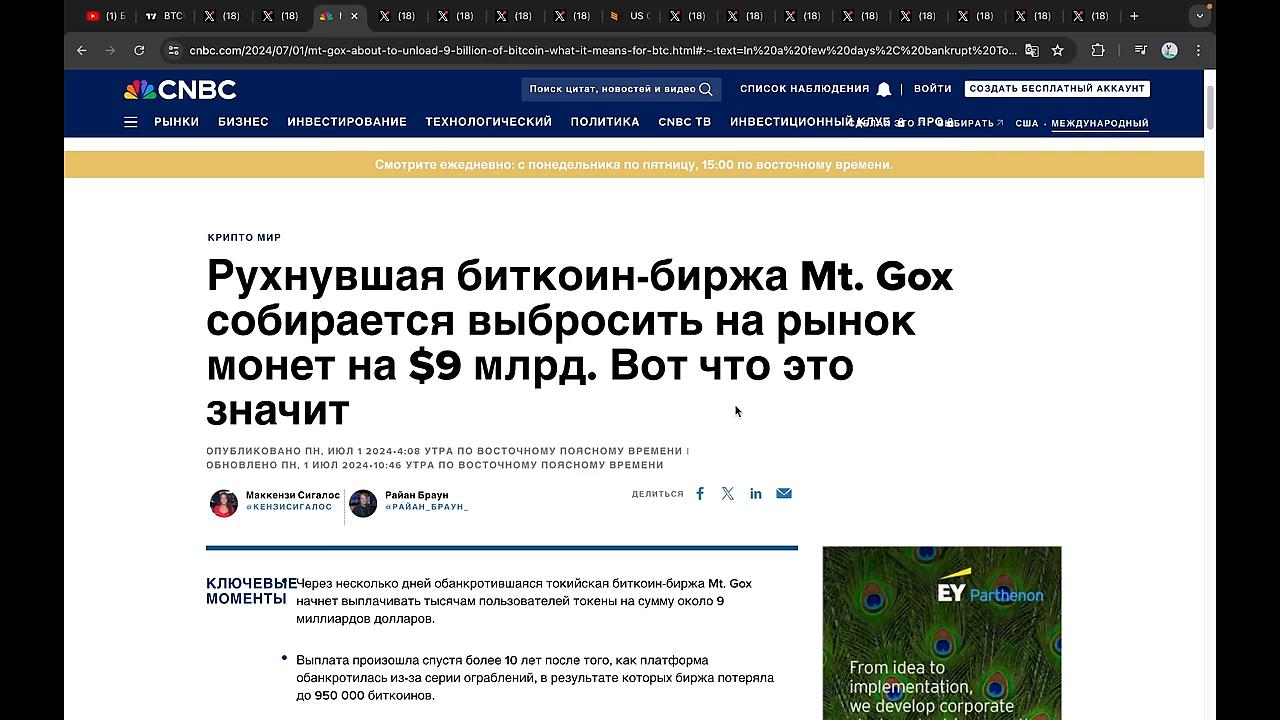 (1) E
BTC
(18)
(18)
(18)
(18)
(18)
(18)
US
(18)
(18)
(18)
(18)
(18)
(18)
(18)
(18)
cnbc.com/2024/07/01/mt-gox-about-to-unload-9-billion-of-bitcoin-what-it-means-for-btc.html#:~:text=In%20a%20few%20days%2C%20bankrupt%20To...
CNBC
Поиск цитат, новостей и видео
СПИСОК НАБЛЮДЕНИЯ
ВОЙТИ
СОЗДАТЬ БЕСПЛАТНЫЙ АККАУНТ
РЫНКИ БИЗНЕС ИНВЕСТИРОВАНИЕ ТЕХНОЛОГИЧЕСКИЙ ПОЛИТИКА CNBC ТВ ИНВЕСТИЦИОННЫЙ КЛУБ ПРО
США · МЕЖДУНАРОДНЫЙ
Смотрите ежедневно: с понедельника по пятницу, 15:00 по восточному времени.
КРИПТО МИР
Рухнувшая биткоин-биржа Mt. Gox
собирается выбросить на рынок
монет на $9 млрд. Вот что это
значит
ОПУБЛИКОВАНО ПН, ИЮЛ 1 2024•4:08 УТРА ПО ВОСТОЧНОМУ ПОЯСНОМУ ВРЕМЕНИ |
ОБНОВЛЕНО ПН, 1 ИЮЛ 2024•10:46 УТРА ПО ВОСТОЧНОМУ ПОЯСНОМУ ВРЕМЕНИ
Маккензи Сигалос
@КЕНЗИСИГАЛОС
Райан Браун
@РАЙАН_БРАУН_
ДЕЛИТЬСЯ
КЛЮЧЕВЫЕ
МОМЕНТЫ
Через несколько дней обанкротившаяся токийская биткоин-биржа Mt. Gox
начнет выплачивать тысячам пользователей токены на сумму около 9
миллиардов долларов.
• Выплата произошла спустя более 10 лет после того, как платформа
обанкротилась из-за серии ограблений, в результате которых биржа потеряла
до 950 000 биткоинов.
EY Parthenon
From idea to
implementation,
we develop corporate